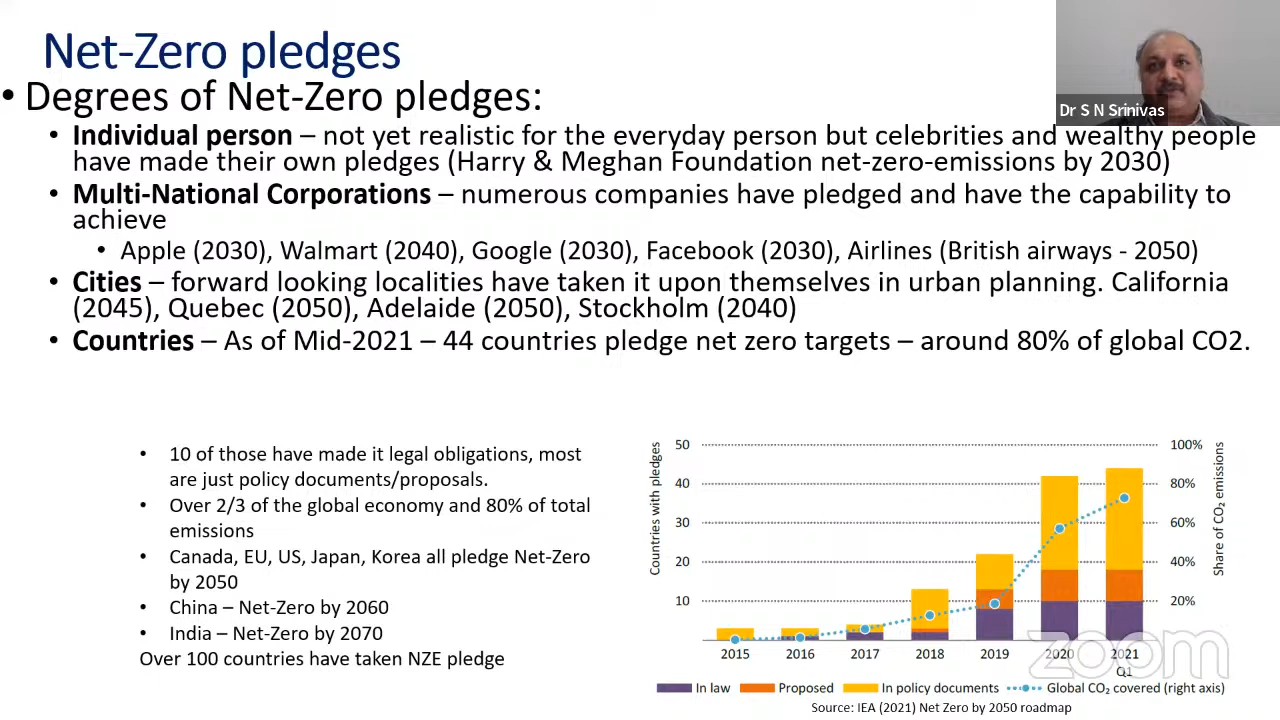 Net-Zero pledges
• Degrees of Net-Zero pledges:
Dr S N Srinivas
• Individual person – not yet realistic for the everyday person but celebrities and wealthy people
have made their own pledges (Harry & Meghan Foundation net-zero-emissions by 2030)
• Multi-National Corporations – numerous companies have pledged and have the capability to
achieve
• Apple (2030), Walmart (2040), Google (2030), Facebook (2030), Airlines (British airways - 2050)
• Cities – forward looking localities have taken it upon themselves in urban planning. California
(2045), Quebec (2050), Adelaide (2050), Stockholm (2040)
• Countries – As of Mid-2021 – 44 countries pledge net zero targets – around 80% of global CO2.
• 10 of those have made it legal obligations, most
are just policy documents/proposals.
• Over 2/3 of the global economy and 80% of total
emissions
• Canada, EU, US, Japan, Korea all pledge Net-Zero
by 2050
• China – Net-Zero by 2060
• India – Net-Zero by 2070
Over 100 countries have taken NZE pledge
Countries with pledges
50
40
30
20
10
100%
80%
60%
40%
20%
Share of CO₂ emissions
2015 2016 2017 2018 2019 2020 2021
Q1
zoom
In law Proposed In policy documents Global CO₂ covered (right axis)
Source: IEA (2021) Net Zero by 2050 roadmap